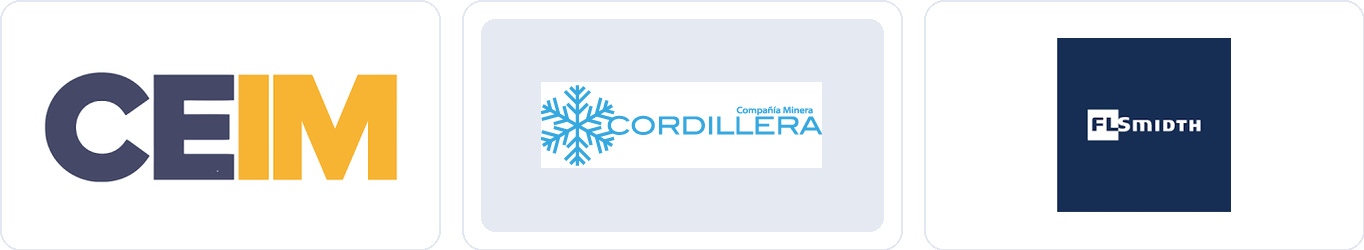 CEIM
Compañía Minera
CORDILLERA
FLSMIDTH